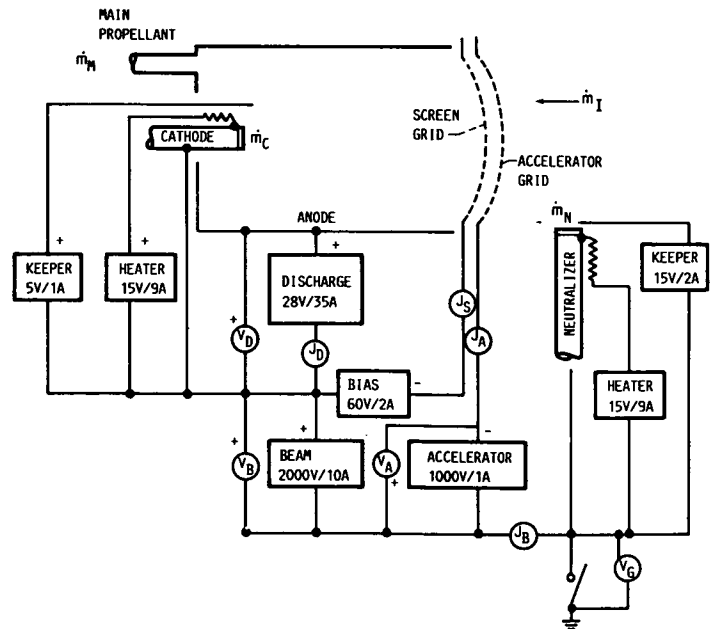 MAIN
PROPELLANT
ṁM
SCREEN
GRID
ṁI
CATHODE
ṁC
ACCELERATOR
GRID
ṁN
ANODE
KEEPER
5V/1A
+
HEATER
15V/9A
+
DISCHARGE
28V/35A
+
NEUTRALIZER
KEEPER
15V/2A
+
JS
VD
+
JD
JA
BIAS
60V/2A
-
HEATER
15V/9A
VB
+
BEAM
2000V/10A
+
VA
+
ACCELERATOR
1000V/1A
-
JB
VG